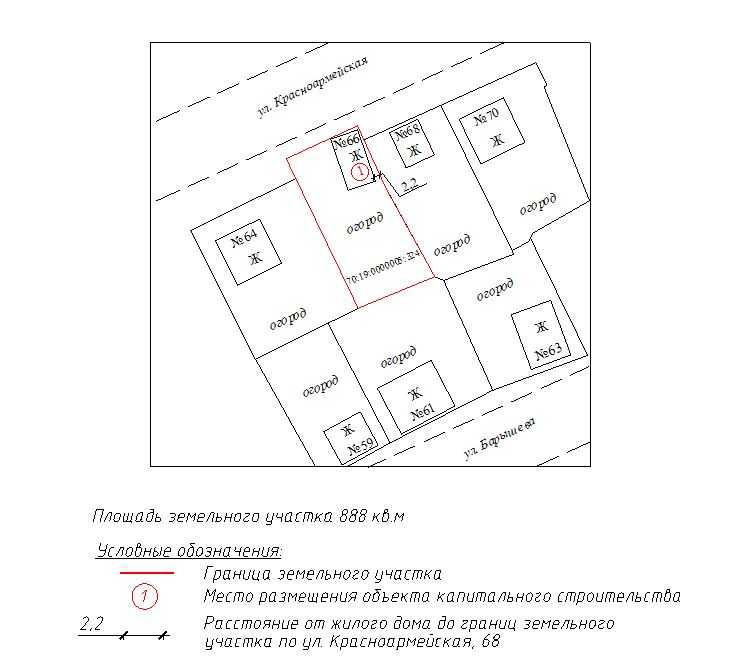 ул. Красноармейская
№66
Ж
1
№68
Ж
№70
Ж
2,2
огород
огород
огород
№64
Ж
70:19:0000005:324
огород
огород
огород
огород
Ж
№63
Ж
№61
Ж
№59
ул. Барышева
Площадь земельного участка 888 кв.м
Условные обозначения:
Граница земельного участка
1
Место размещения объекта капитального строительства
2,2
Расстояние от жилого дома до границ земельного
участка по ул. Красноармейская, 68